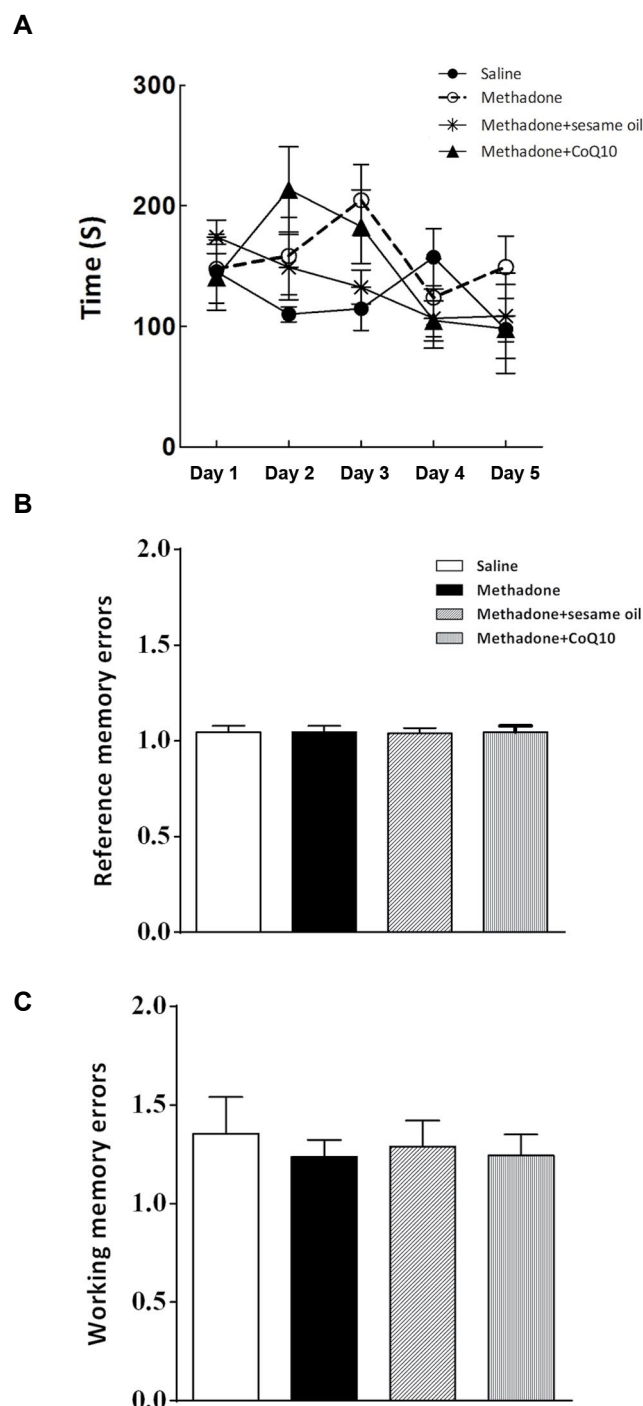 A
300
200
100
0
Time (S)
Saline
Methadone
Methadone+sesame oil
Methadone+CoQ10
Day 1 Day 2 Day 3 Day 4 Day 5
B
2.0
1.5
1.0
0.5
0.0
Reference memory errors
Saline
Methadone
Methadone+sesame oil
Methadone+CoQ10
C
2.0
1.5
1.0
0.5
0.0
Working memory errors